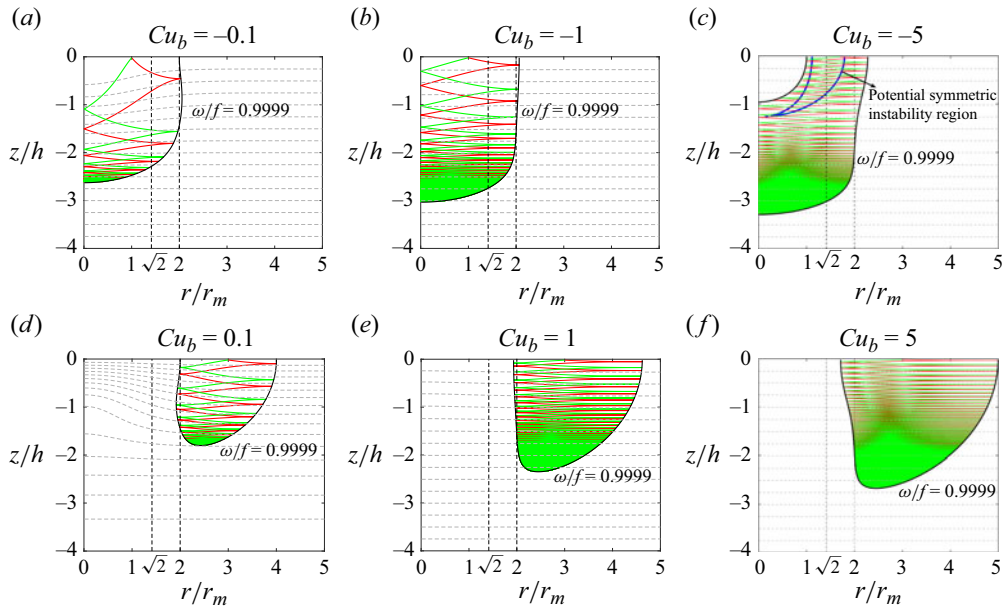 (a) Cu_b = –0.1
(b) Cu_b = –1
(c) Cu_b = –5
0
–1
–2
–3
–4
z/h
ω/f = 0.9999
0 1 √2 2 3 4 5
r/r_m
0
–1
–2
–3
–4
ω/f = 0.9999
0 1 √2 2 3 4 5
r/r_m
0
–1
–2
–3
–4
Potential symmetric
instability region
ω/f = 0.9999
0 1 √2 2 3 4 5
r/r_m
(d) Cu_b = 0.1
(e) Cu_b = 1
(f) Cu_b = 5
0
–1
z/h
–2
–3
–4
ω/f = 0.9999
0 1 √2 2 3 4 5
r/r_m
0
–1
z/h
–2
–3
–4
ω/f = 0.9999
0 1 √2 2 3 4 5
r/r_m
0
–1
z/h
–2
–3
–4
ω/f = 0.9999
0 1 √2 2 3 4 5
r/r_m